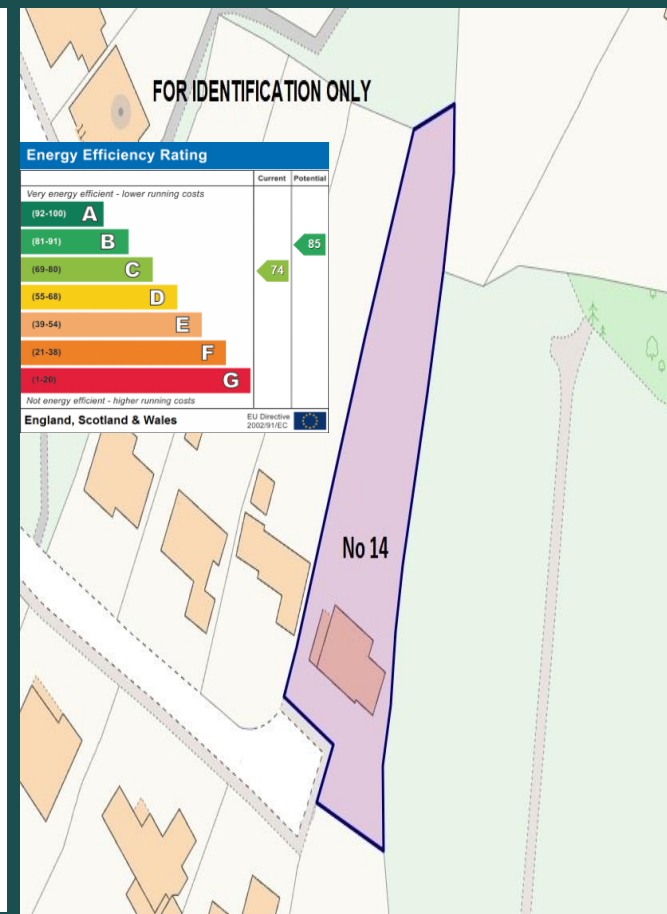 FOR IDENTIFICATION ONLY
Energy Efficiency Rating
Current Potential
Very energy efficient - lower running costs
(92-100) A
(81-91) B 85
(69-80) C 74
(55-68) D
(39-54) E
(21-38) F
(1-20) G
Not energy efficient - higher running costs
England, Scotland & Wales
EU Directive
2002/91/EC
No 14